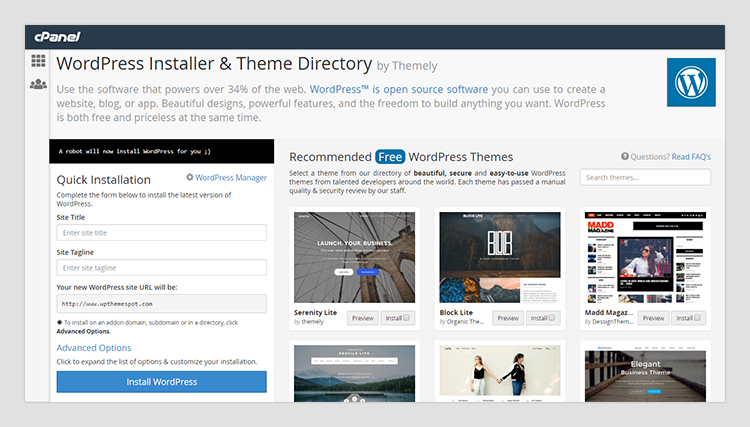 cPanel
WordPress Installer & Theme Directory by Themely
Use the software that powers over 34% of the web. WordPress™ is open source software you can use to create a
website, blog, or app. Beautiful designs, powerful features, and the freedom to build anything you want. WordPress
is both free and priceless at the same time.
A robot will now install WordPress for you ;)
Quick Installation
WordPress Manager
Complete the form below to install the latest version of
WordPress.
Site Title
Enter site title
Site Tagline
Enter site tagline
Your new WordPress site URL will be:
http://www.wpthemespot.com
To install on an addon domain, subdomain or in a directory, click
Advanced Options.
Advanced Options
Click to expand the list of options & customize your installation.
Install WordPress
Recommended Free WordPress Themes
Questions? Read FAQ's
Select a theme from our directory of beautiful, secure and easy-to-use WordPress
themes from talented developers around the world. Each theme has passed a manual
quality & security review by our staff.
Search themes...
LAUNCH. YOUR. BUSINESS.
Serenity Lite
by themely
Preview
Install
BLOCK LITE
Block Lite
by Organic The...
Preview
Install
MADD
MAGAZINE
Madd Magaz...
by DessignThem...
Preview
Install
PROFILE LITE
Elegant
Business Theme